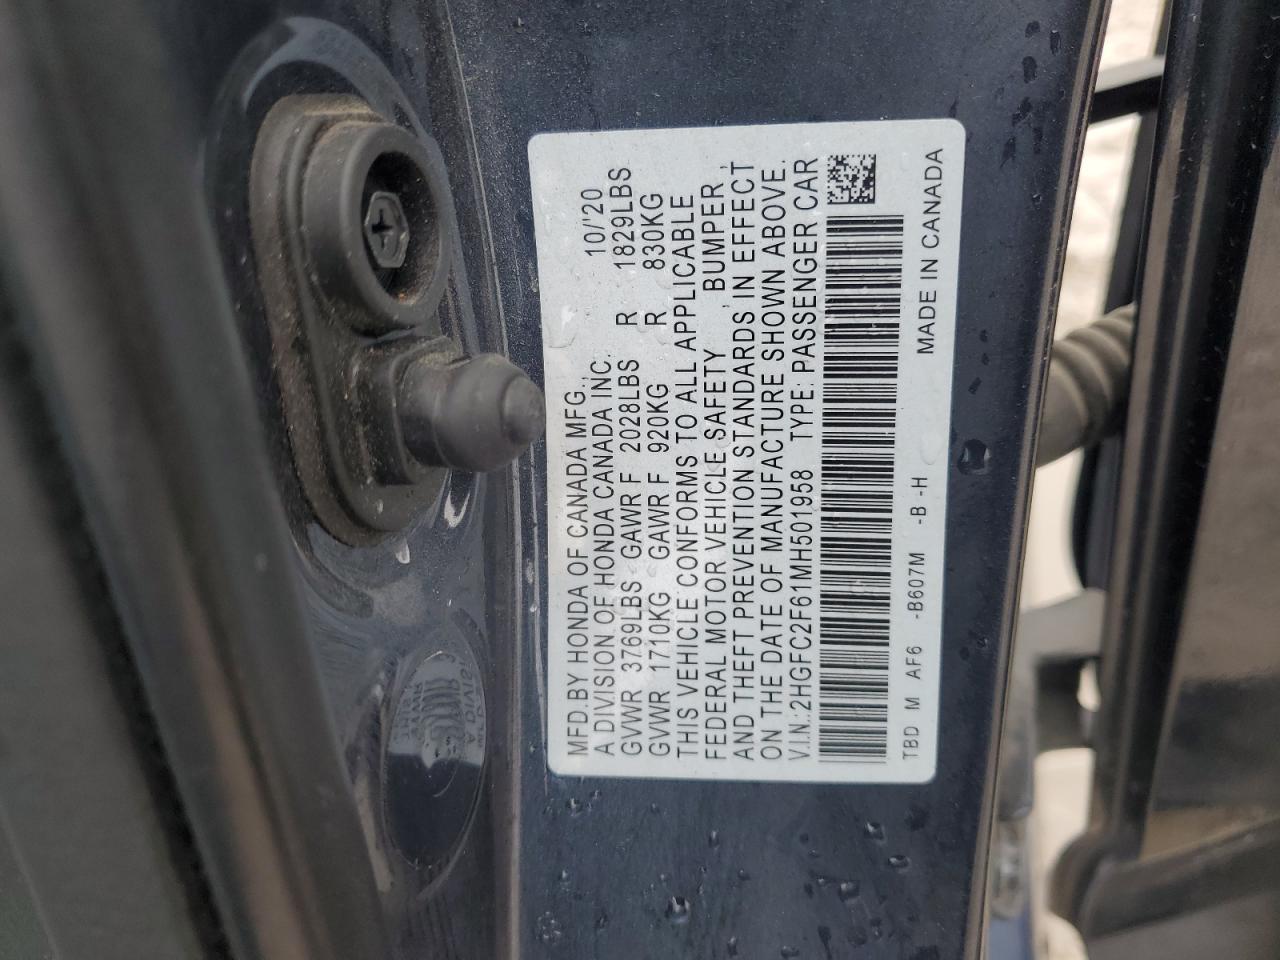 MFD.BY HONDA OF CANADA MFG., 10/'20
A DIVISION OF HONDA CANADA INC.
GVWR 3769LBS GAWR F 2028LBS R 1829LBS
GVWR 1710KG GAWR F 920KG R 830KG
THIS VEHICLE CONFORMS TO ALL APPLICABLE
FEDERAL MOTOR VEHICLE SAFETY , BUMPER ,
AND THEFT PREVENTION STANDARDS IN EFFECT
ON THE DATE OF MANUFACTURE SHOWN ABOVE.
V.I.N.:2HGFC2F61MH501958 TYPE: PASSENGER CAR
TBD M AF6 -B607M -B -H MADE IN CANADA